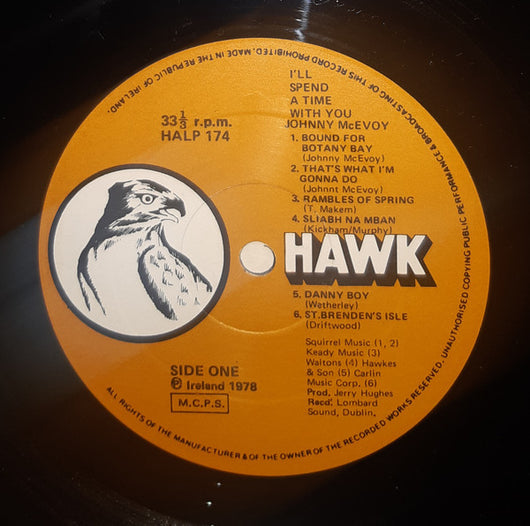 I'LL
SPEND
A TIME
WITH YOU
JOHNNY McEVOY
33⅓ r.p.m.
HALP 174
1. BOUND FOR
BOTANY BAY
(Johnny McEvoy)
2. THAT'S WHAT I'M
GONNA DO
(Johnnt McEvoy)
3. RAMBLES OF SPRING
(T. Makem)
4. SLIABH NA MBAN
(Kickham/Murphy)
HAWK
5. DANNY BOY
(Wetherley)
6. ST.BRENDEN'S ISLE
(Driftwood)
Squirrel Music (1, 2)
Keady Music (3)
Waltons (4) Hawkes
& Son (5) Carlin
Music Corp. (6)
Prod. Jerry Hughes
Recd. Lombard
Sound, Dublin.
SIDE ONE
Ⓟ Ireland 1978
M.C.P.S.
ALL RIGHTS OF THE MANUFACTURER & OF THE OWNER OF THE RECORDED WORKS RESERVED, UNAUTHORISED COPYING PUBLIC PERFORMANCE & BROADCASTING OF THIS RECORD PROHIBITED. MADE IN THE REPUBLIC OF IRELAND.